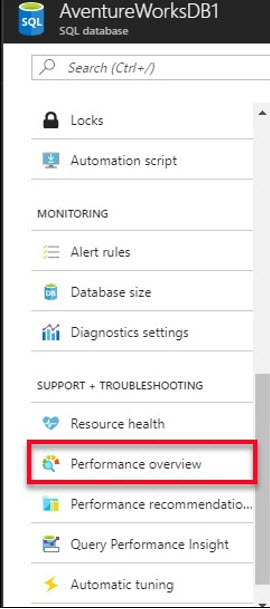 SQL
AventureWorksDB1
SQL database
Search (Ctrl+/)
Locks
Automation script
MONITORING
Alert rules
DB
Database size
Diagnostics settings
SUPPORT + TROUBLESHOOTING
Resource health
Performance overview
Performance recommendatio...
Query Performance Insight
Automatic tuning